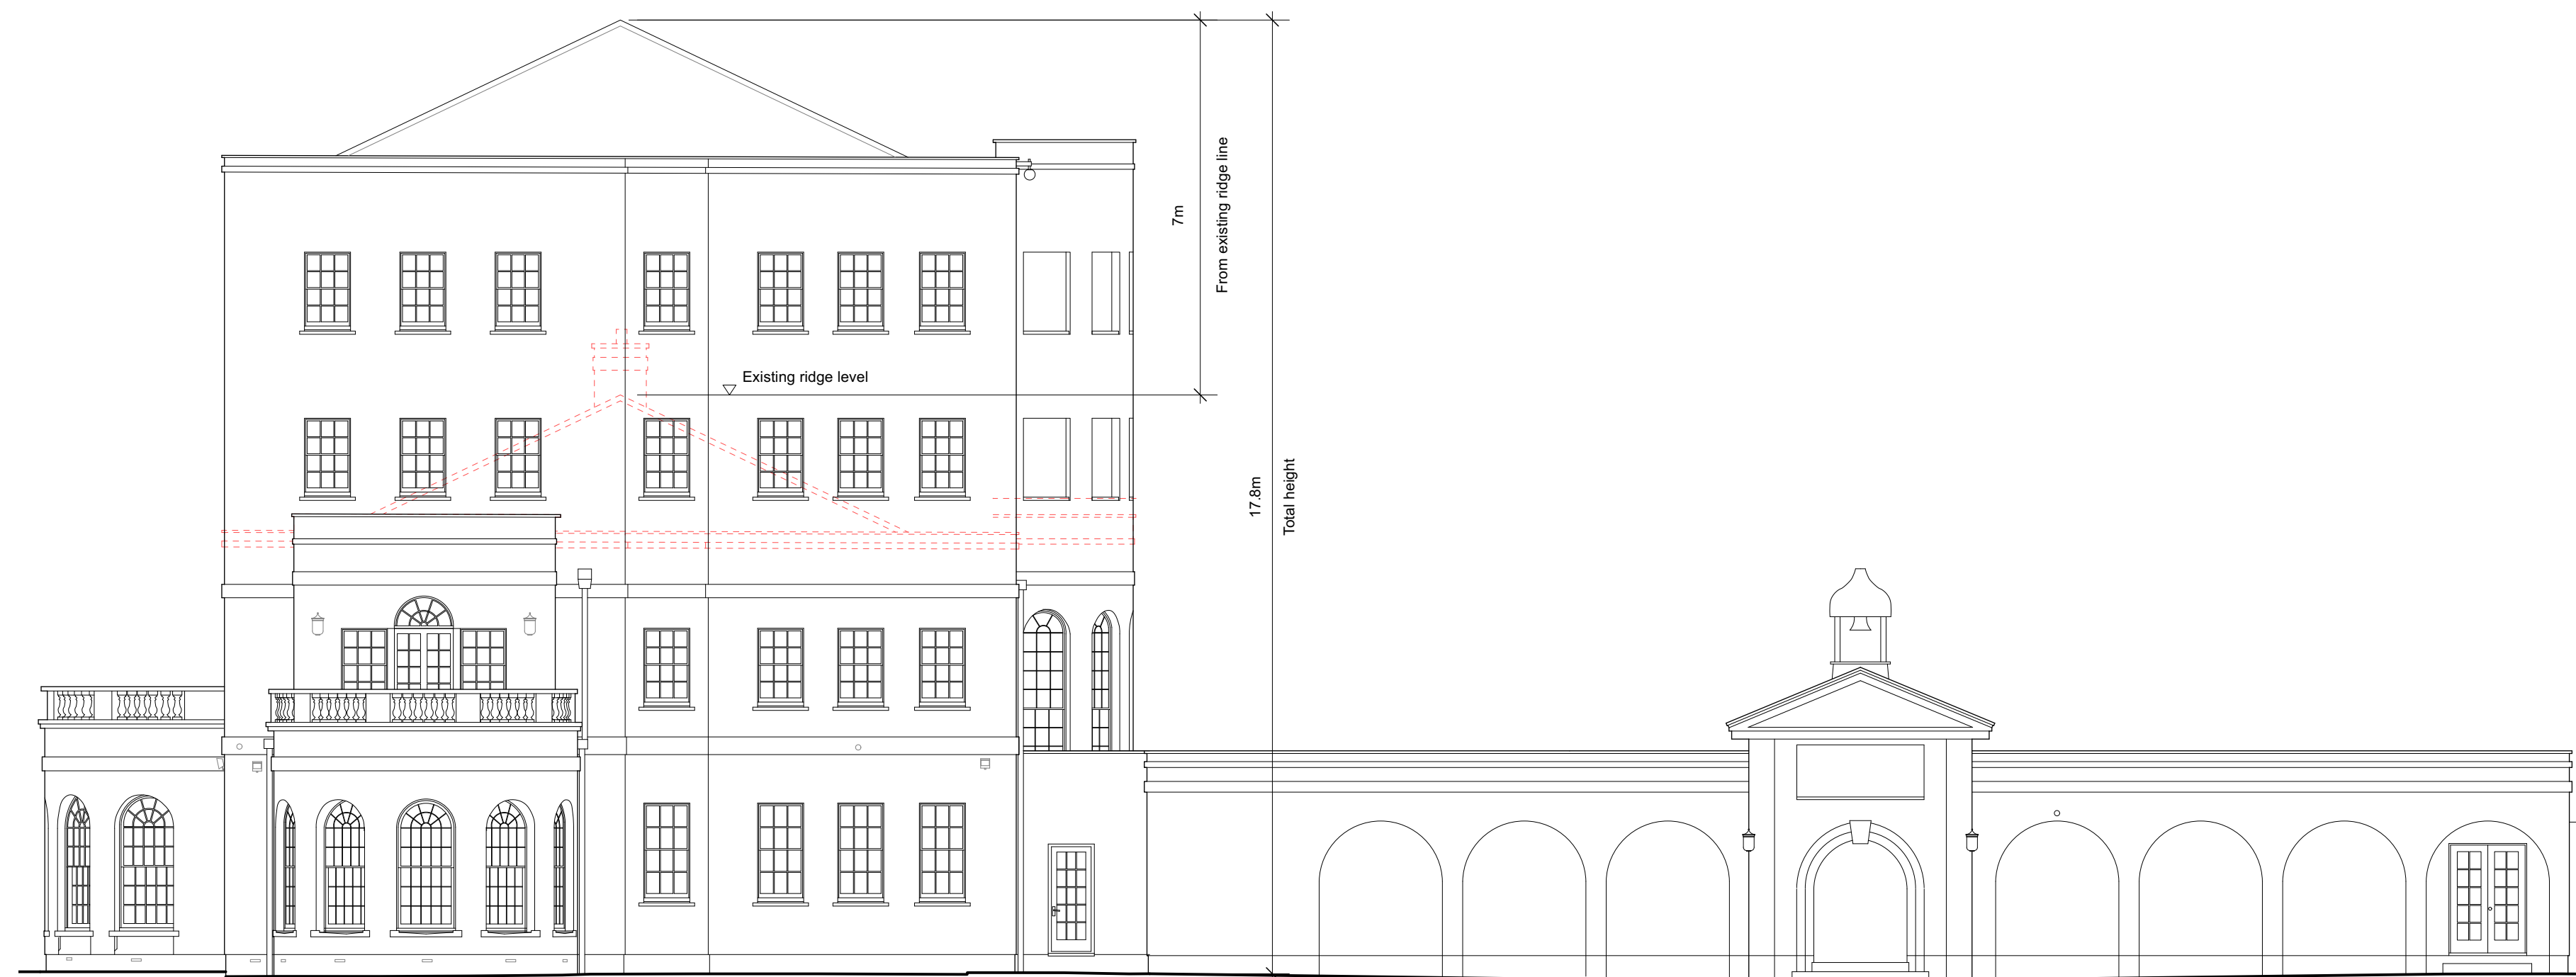 7m
From existing ridge line
Existing ridge level
17.8m
Total height